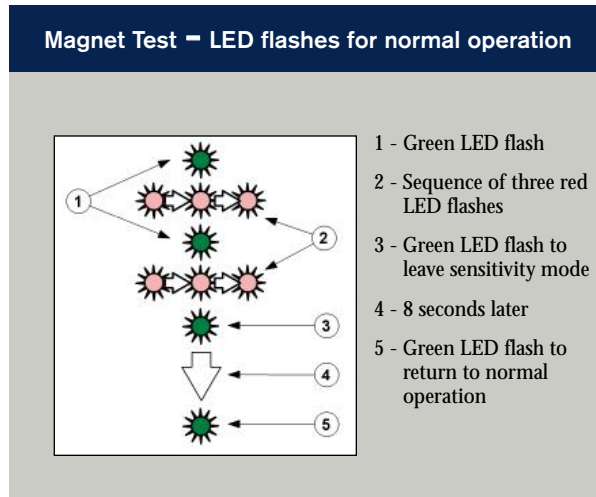 Magnet Test – LED flashes for normal operation
1 - Green LED flash
2 - Sequence of three red
LED flashes
3 - Green LED flash to
leave sensitivity mode
4 - 8 seconds later
5 - Green LED flash to
return to normal
operation
1
2
3
4
5